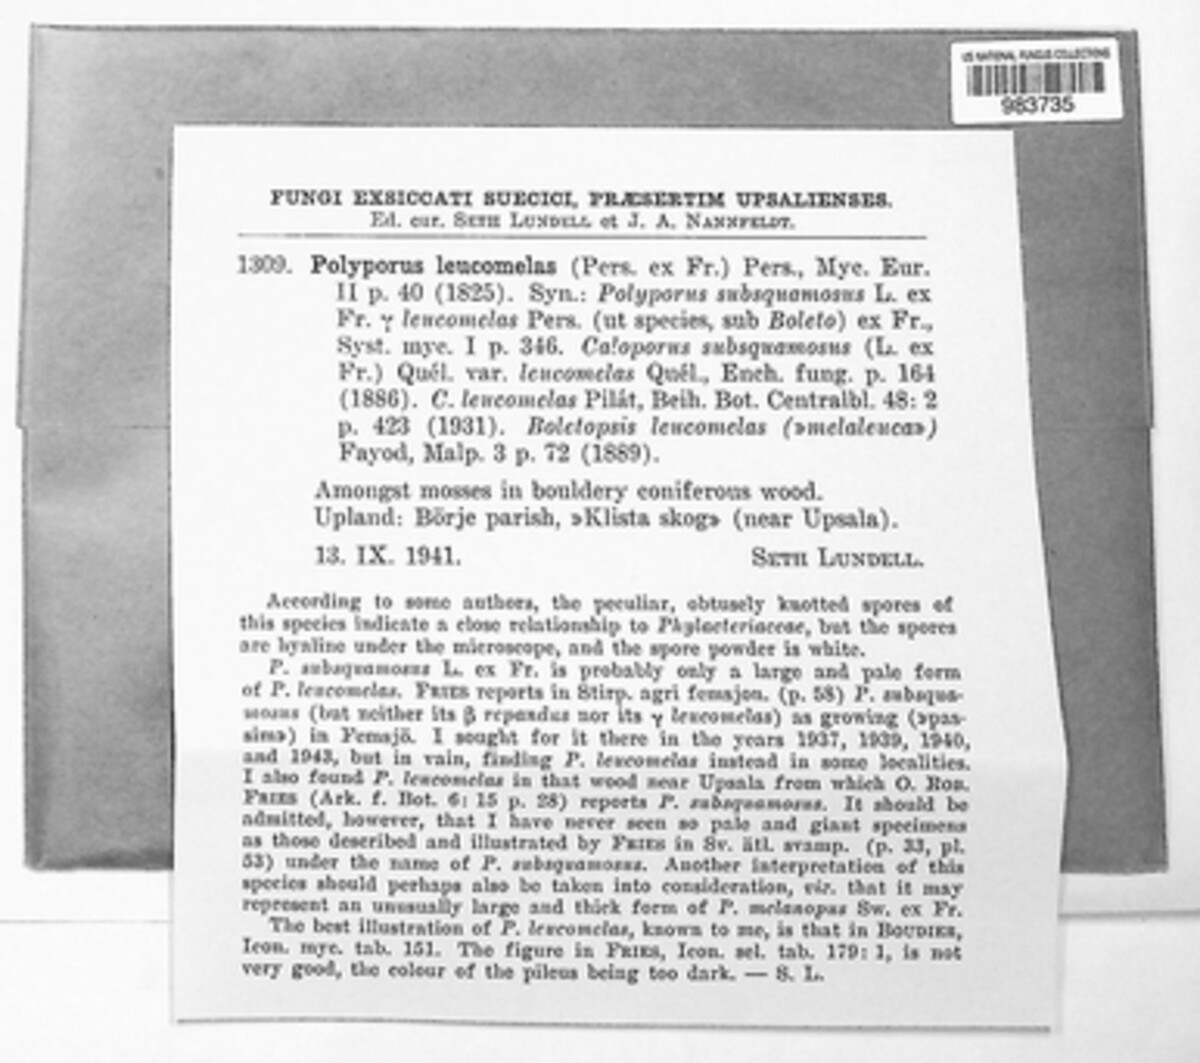 US NATIONAL FUNGUS COLLECTIONS
983735
FUNGI EXSICCATI SUECICI, PRÆSERTIM UPSALIENSES.
Ed. cur. SETH LUNDELL et J. A. NANNFELDT.
1309. Polyporus leucomelas (Pers. ex Fr.) Pers., Myc. Eur.
II p. 40 (1825). Syn.: Polyporus subsquamosus L. ex
Fr. γ leucomelas Pers. (ut species, sub Boleto) ex Fr.,
Syst. myc. I p. 346. Caloporus subsquamosus (L. ex
Fr.) Quél. var. leucomelas Quél., Ench. fung. p. 164
(1886). C. leucomelas Pilát, Beih. Bot. Centralbl. 48: 2
p. 423 (1931). Boletopsis leucomelas (»melaleuca»)
Fayod, Malp. 3 p. 72 (1889).
Amongst mosses in bouldery coniferous wood.
Upland: Börje parish, »Klista skog» (near Upsala).
13. IX. 1941. SETH LUNDELL.
According to some authors, the peculiar, obtusely knotted spores of
this species indicate a close relationship to Phylacteriaceae, but the spores
are hyaline under the microscope, and the spore powder is white.
P. subsquamosus L. ex Fr. is probably only a large and pale form
of P. leucomelas. FRIES reports in Stirp. agri femsjon. (p. 58) P. subsqua-
mosus (but neither its β repandus nor its γ leucomelas) as growing (»pas-
sim») in Femsjö. I sought for it there in the years 1937, 1939, 1940,
and 1943, but in vain, finding P. leucomelas instead in some localities.
I also found P. leucomelas in that wood near Upsala from which O. ROB.
FRIES (Ark. f. Bot. 6: 15 p. 28) reports P. subsquamosus. It should be
admitted, however, that I have never seen so pale and giant specimens
as those described and illustrated by FRIES in Sv. ätl. svamp. (p. 33, pl.
53) under the name of P. subsquamosus. Another interpretation of this
species should perhaps also be taken into consideration, viz. that it may
represent an unusually large and thick form of P. melanopus Sw. ex Fr.
The best illustration of P. leucomelas, known to me, is that in BOUDIER,
Icon. myc. tab. 151. The figure in FRIES, Icon. sel. tab. 179: 1, is not
very good, the colour of the pileus being too dark. — S. L.